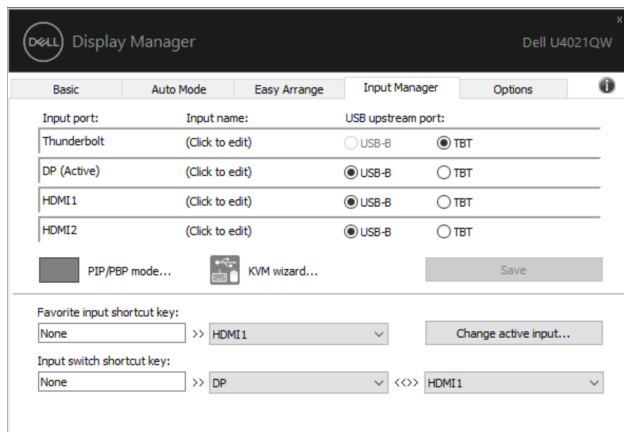 x
DELL Display Manager Dell U4021QW
Basic Auto Mode Easy Arrange Input Manager Options i
Input port: Input name: USB upstream port:
Thunderbolt (Click to edit) USB-B TBT
DP (Active) (Click to edit) USB-B TBT
HDMI1 (Click to edit) USB-B TBT
HDMI2 (Click to edit) USB-B TBT
PIP/PBP mode... KVM wizard... Save
Favorite input shortcut key:
None >> HDMI1 Change active input...
Input switch shortcut key:
None >> DP <<>> HDMI1